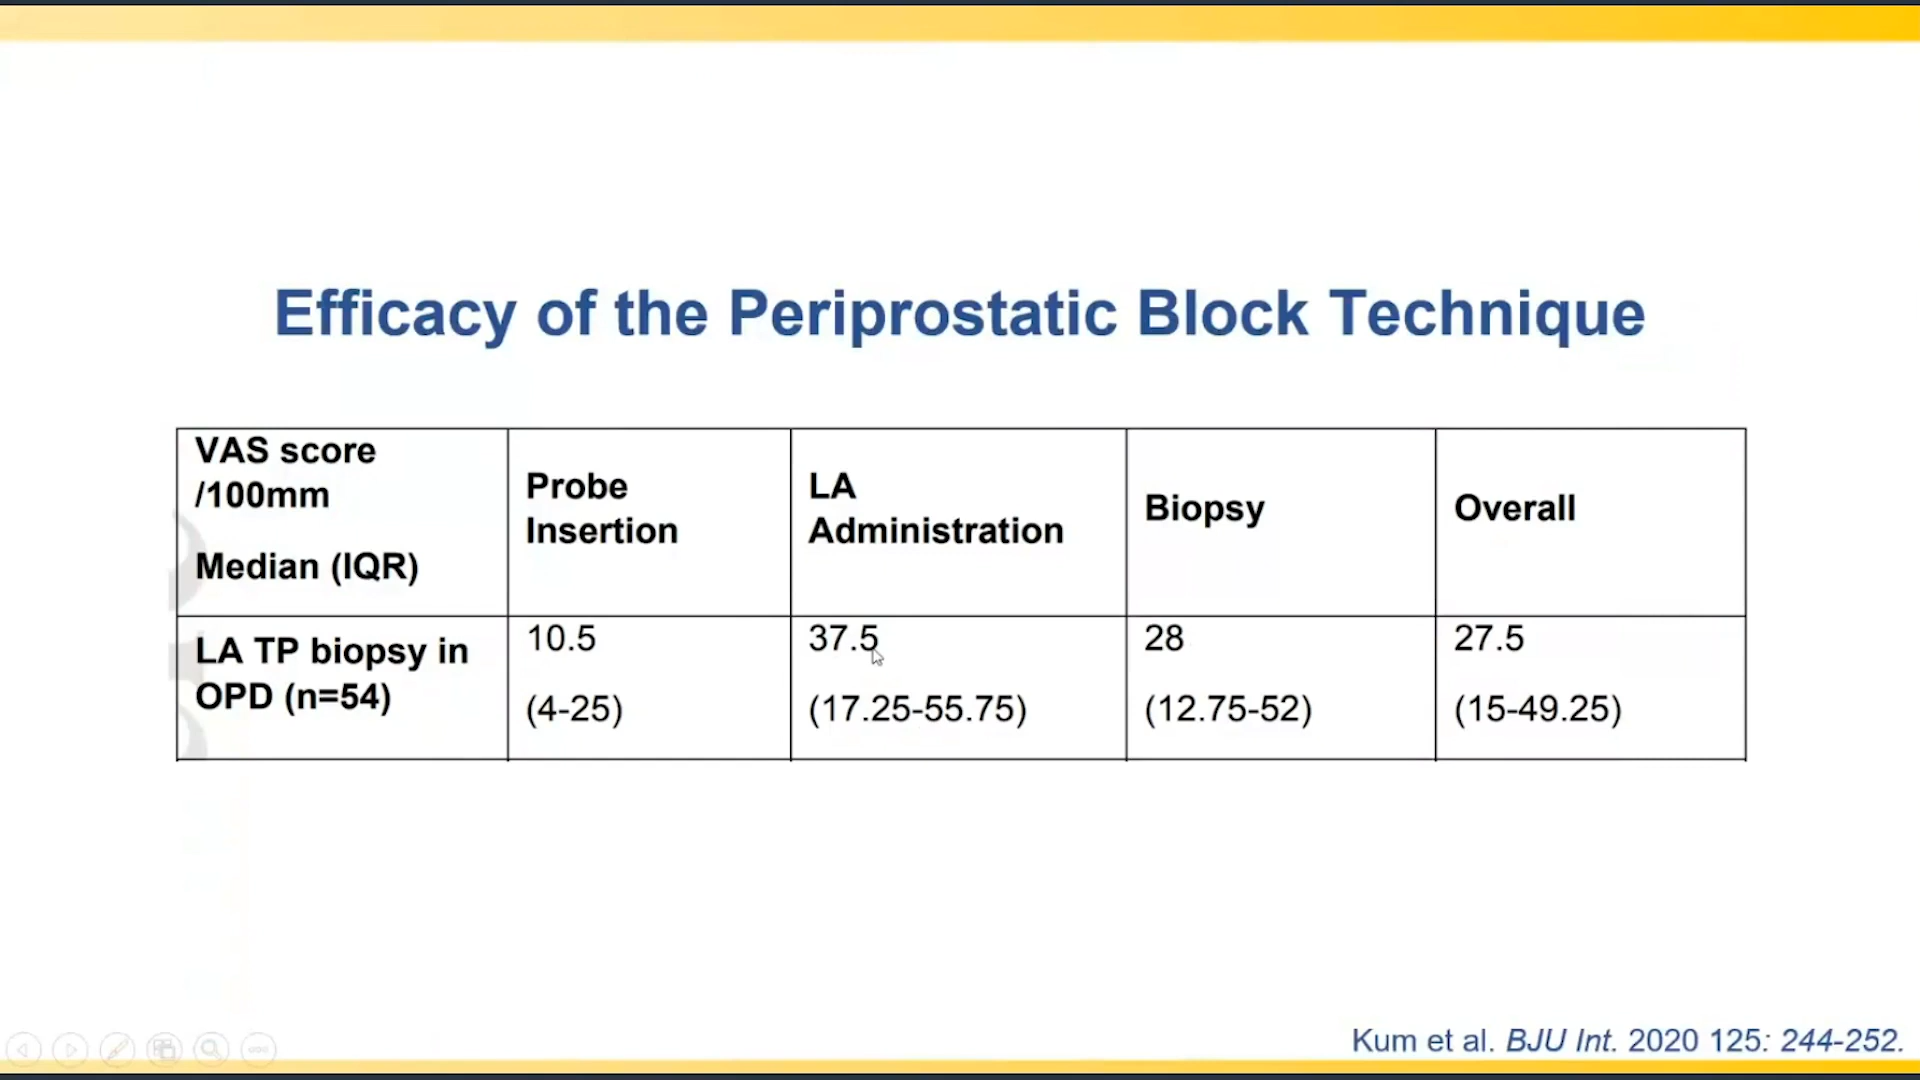 Efficacy of the Periprostatic Block Technique
VAS score
/100mm
Median (IQR)
Probe
Insertion
LA
Administration
Biopsy
Overall
LA TP biopsy in
OPD (n=54)
10.5
(4-25)
37.5
(17.25-55.75)
28
(12.75-52)
27.5
(15-49.25)
Kum et al. BJU Int. 2020 125: 244-252.